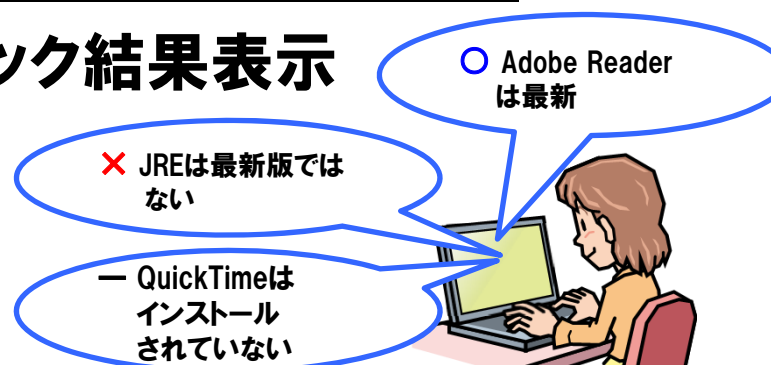 ック結果表示
〇 Adobe Reader
は最新
× JREは最新版では
ない
ー QuickTimeは
インストール
されていない